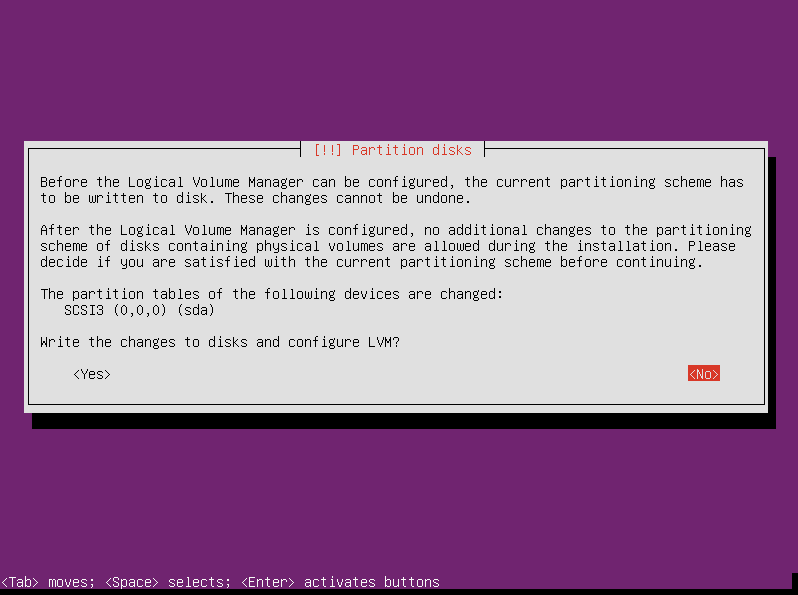 [!!] Partition disks
Before the Logical Volume Manager can be configured, the current partitioning scheme has
to be written to disk. These changes cannot be undone.
After the Logical Volume Manager is configured, no additional changes to the partitioning
scheme of disks containing physical volumes are allowed during the installation. Please
decide if you are satisfied with the current partitioning scheme before continuing.
The partition tables of the following devices are changed:
SCSI3 (0,0,0) (sda)
Write the changes to disks and configure LVM?
<Yes> <No>
<Tab> moves; <Space> selects; <Enter> activates buttons